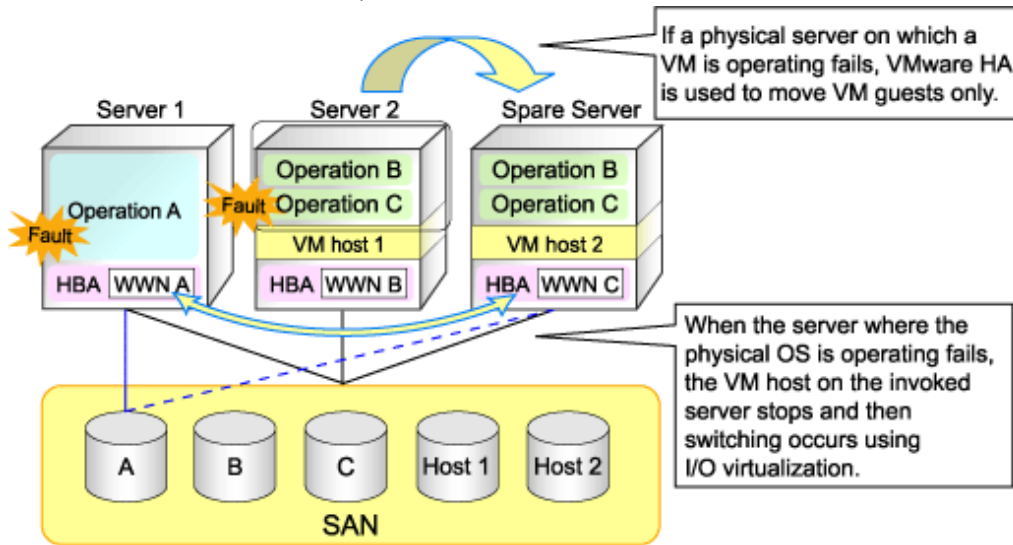 If a physical server on which a
VM is operating fails, VMware HA
is used to move VM guests only.
Server 1
Server 2
Spare Server
Operation A
Fault
HBA
WWN A
Fault
Operation B
Operation C
VM host 1
HBA
WWN B
Operation B
Operation C
VM host 2
HBA
WWN C
When the server where the
physical OS is operating fails,
the VM host on the invoked
server stops and then
switching occurs using
I/O virtualization.
A
B
C
Host 1
Host 2
SAN